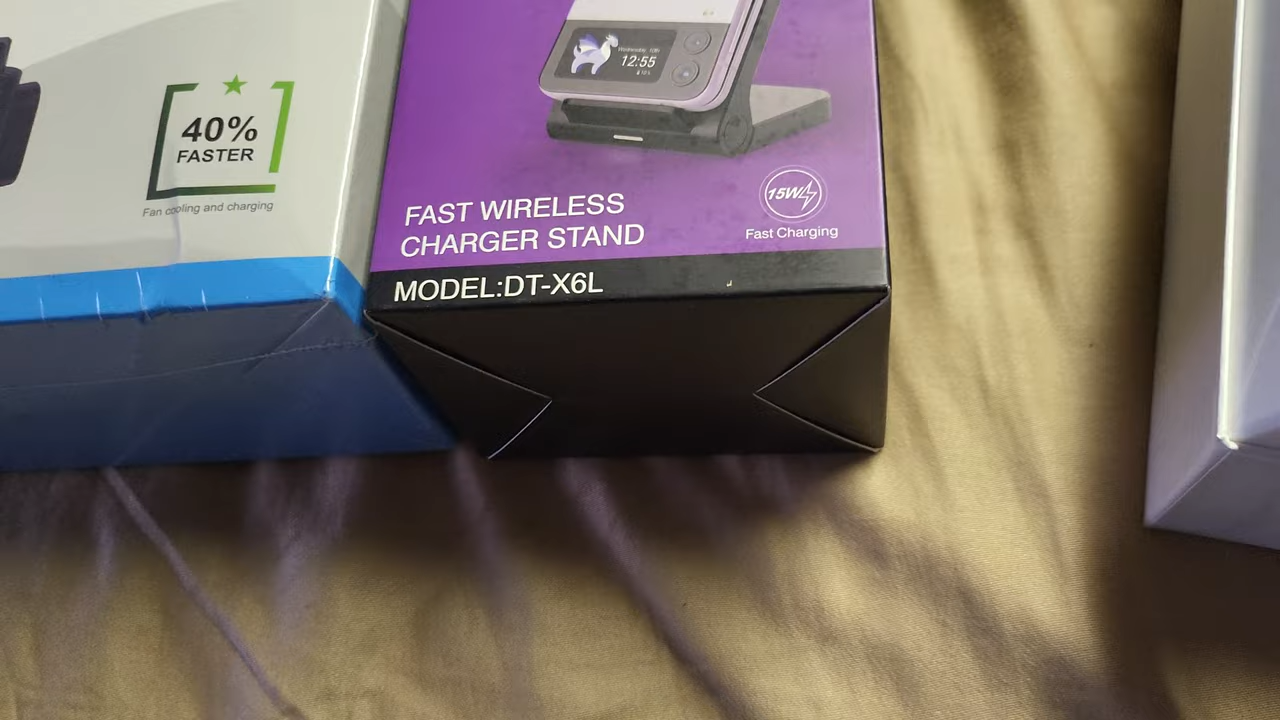 40%
FASTER
Fan cooling and charging
12:55
FAST WIRELESS
CHARGER STAND
15W
Fast Charging
MODEL:DT-X6L